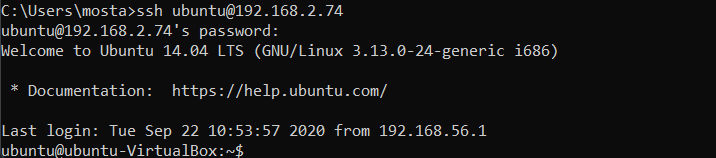 C:\Users\mosta>ssh ubuntu@192.168.2.74
ubuntu@192.168.2.74's password:
Welcome to Ubuntu 14.04 LTS (GNU/Linux 3.13.0-24-generic i686)
* Documentation:  https://help.ubuntu.com/
Last login: Tue Sep 22 10:53:57 2020 from 192.168.56.1
ubuntu@ubuntu-VirtualBox:~$